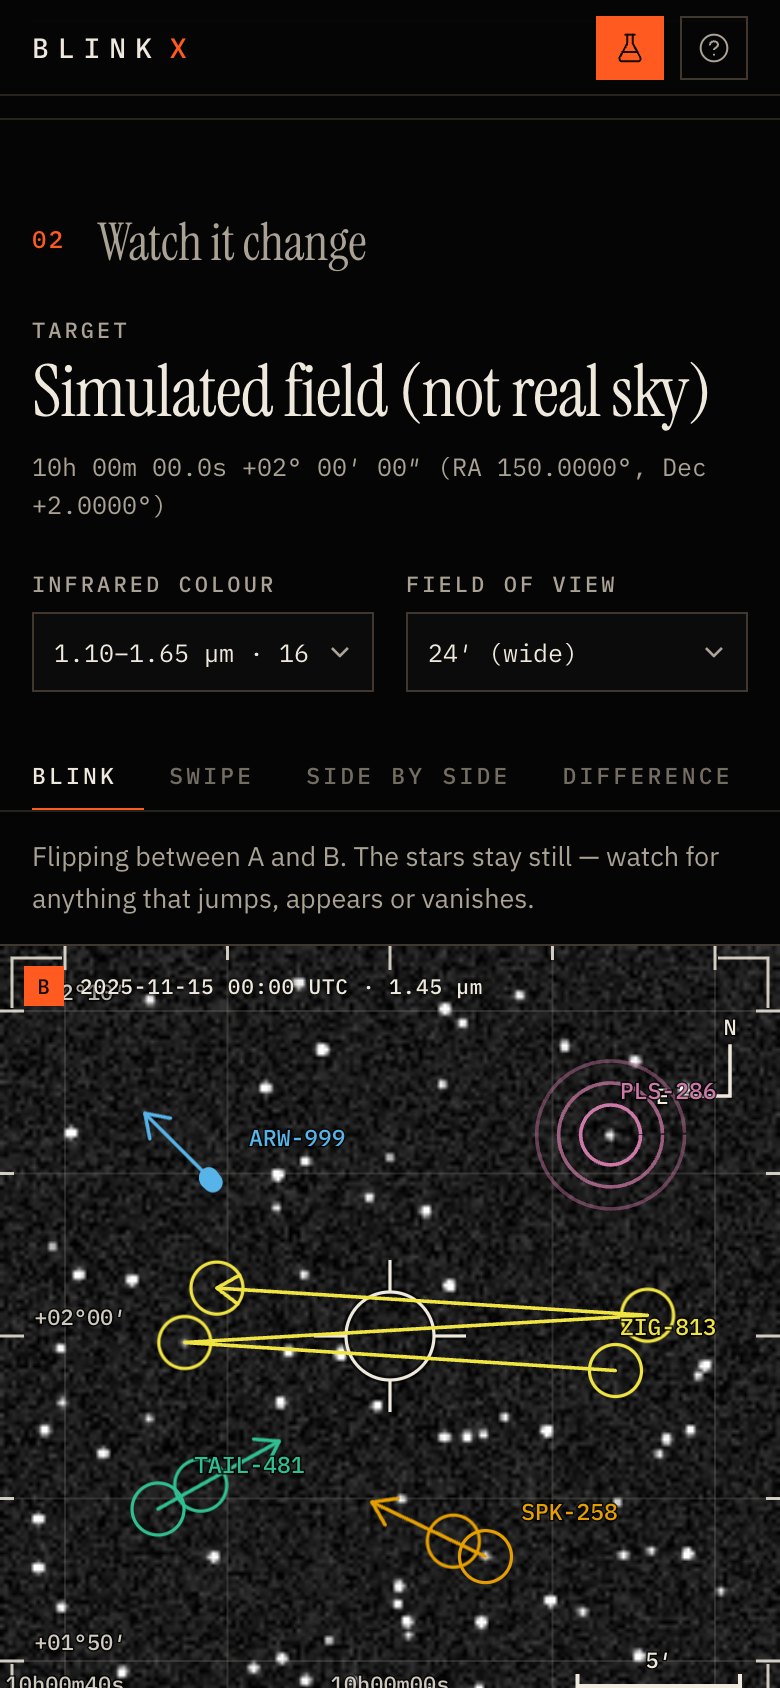 BLINK X
02 Watch it change
TARGET
Simulated field (not real sky)
10h 00m 00.0s +02° 00′ 00″ (RA 150.0000°, Dec
+2.0000°)
INFRARED COLOUR FIELD OF VIEW
1.10–1.65 µm · 16 24′ (wide)
BLINK SWIPE SIDE BY SIDE DIFFERENCE
Flipping between A and B. The stars stay still — watch for
anything that jumps, appears or vanishes.
B 2025-11-15 00:00 UTC · 1.45 µm
N
PLS-286
E
ARW-999
+02°00′
ZIG-813
TAIL-481
SPK-258
+01°50′
5′
10h00m40s 10h00m00s